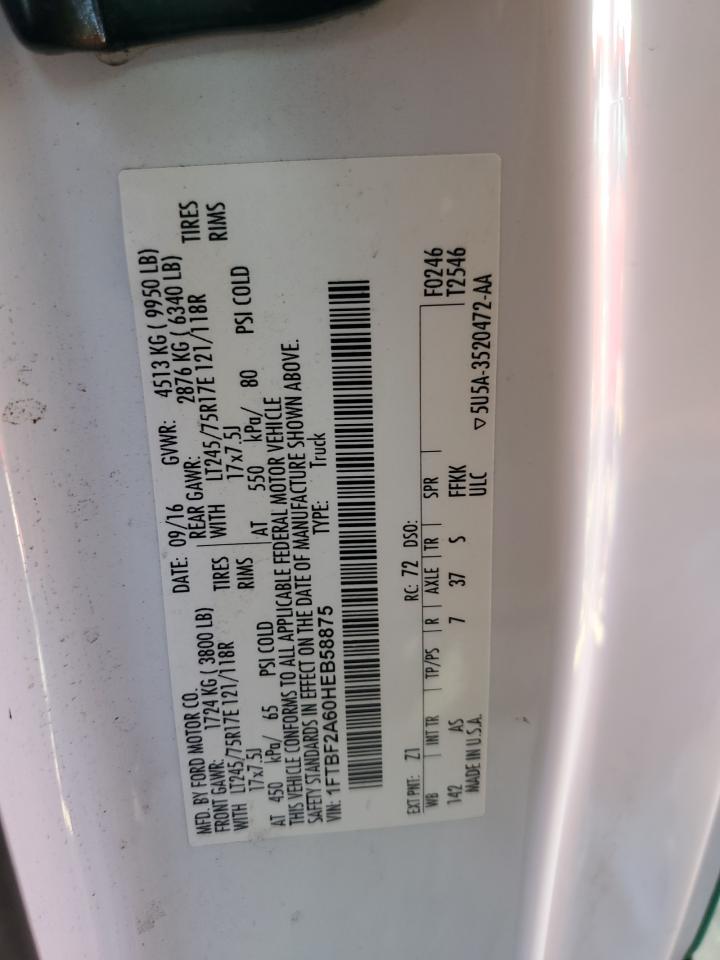 MFD. BY FORD MOTOR CO. DATE: 09/16 GVWR: 4513 KG ( 9950 LB)
FRONT GAWR: 1724 KG ( 3800 LB) REAR GAWR: 2876 KG ( 6340 LB)
WITH LT245/75R17E 121/118R TIRES WITH LT245/75R17E 121/118R TIRES
17x7.5J RIMS 17x7.5J RIMS
AT 450 kPa/ 65 PSI COLD AT 550 kPa/ 80 PSI COLD
THIS VEHICLE CONFORMS TO ALL APPLICABLE FEDERAL MOTOR VEHICLE
SAFETY STANDARDS IN EFFECT ON THE DATE OF MANUFACTURE SHOWN ABOVE.
VIN: 1FTBF2A60HEB58875 TYPE: Truck
EXT PNT: Z1 RC: 72 DSO: F0246
WB INT TR TP/PS R AXLE TR SPR T2546
142 AS 7 37 S FFKK
MADE IN U.S.A. ULC ▽5U5A-3520472-AA